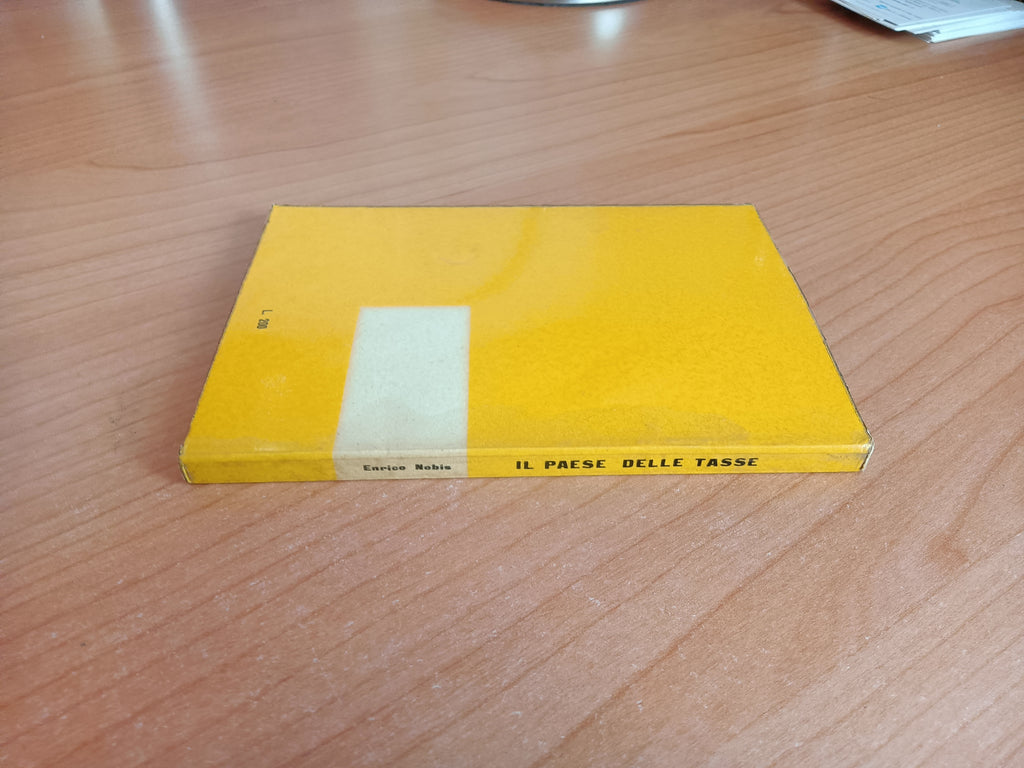 L. 200
Enrico Nobis
IL PAESE DELLE TASSE